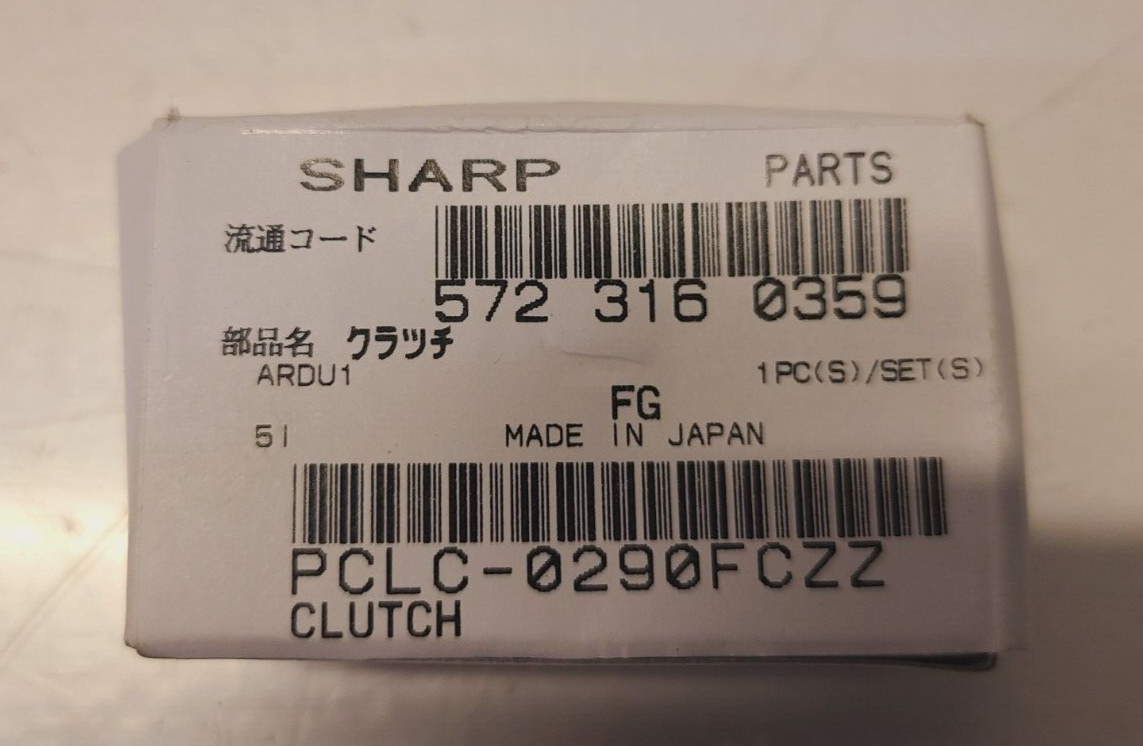 SHARP PARTS
流通コード
572 316 0359
部品名 クラツチ
ARDU1 1PC(S)/SET(S)
FG
51 MADE IN JAPAN
PCLC-0290FCZZ
CLUTCH